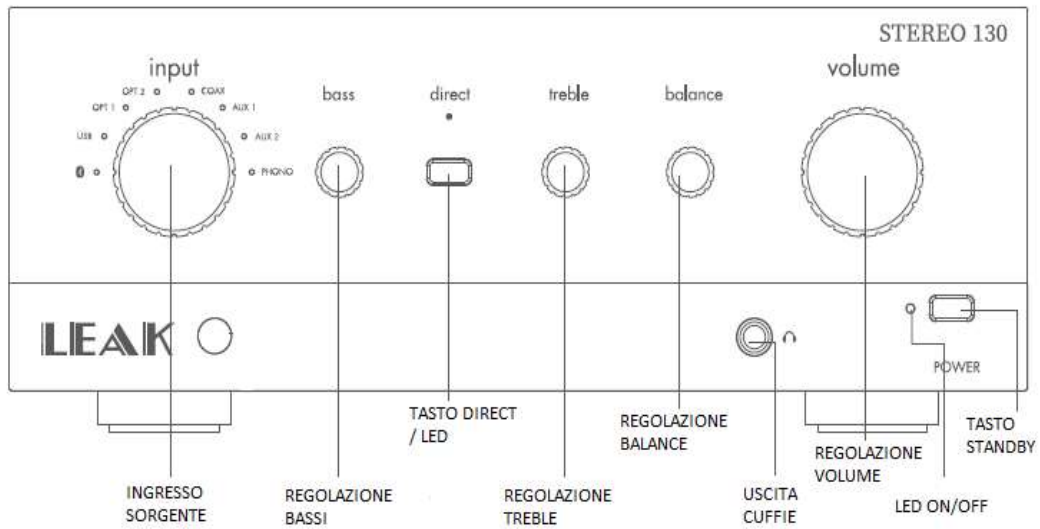 STEREO 130
input
volume
bass
direct
treble
balance
OPT 2
COAX
OPT 1
AUX 1
USB
AUX 2
PHONO
LEAK
POWER
TASTO DIRECT
/ LED
REGOLAZIONE
BALANCE
REGOLAZIONE
VOLUME
TASTO
STANDBY
INGRESSO
SORGENTE
REGOLAZIONE
BASSI
REGOLAZIONE
TREBLE
USCITA
CUFFIE
LED ON/OFF